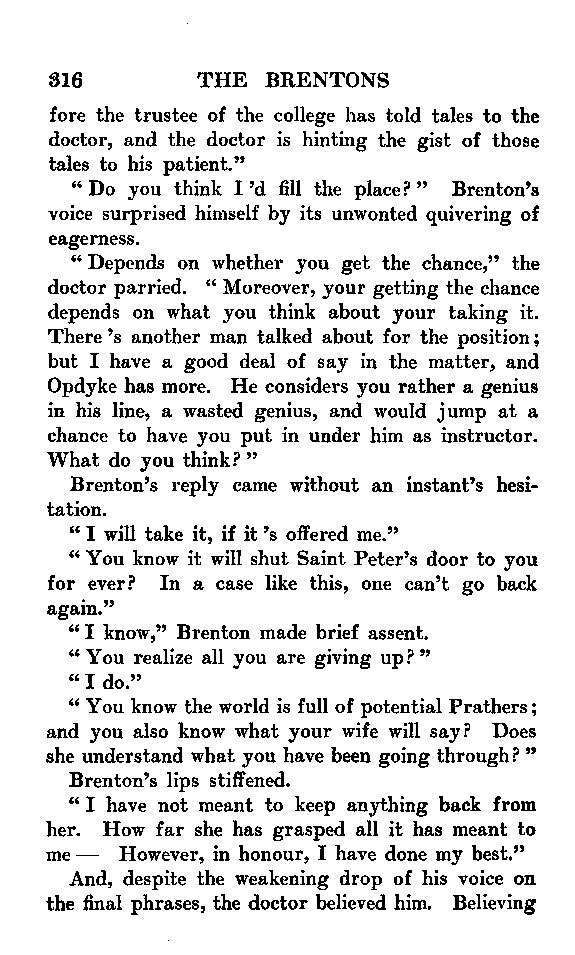 316 THE BRENTONS
fore the trustee of the college has told tales to the
doctor, and the doctor is hinting the gist of those
tales to his patient.”
“ Do you think I ’d fill the place? ” Brenton’s
voice surprised himself by its unwonted quivering of
eagerness.
“ Depends on whether you get the chance,” the
doctor parried. “ Moreover, your getting the chance
depends on what you think about your taking it.
There ’s another man talked about for the position;
but I have a good deal of say in the matter, and
Opdyke has more. He considers you rather a genius
in his line, a wasted genius, and would jump at a
chance to have you put in under him as instructor.
What do you think? ”
Brenton’s reply came without an instant’s hesi-
tation.
“ I will take it, if it ’s offered me.”
“ You know it will shut Saint Peter’s door to you
for ever? In a case like this, one can’t go back
again.”
“ I know,” Brenton made brief assent.
“ You realize all you are giving up? ”
“ I do.”
“ You know the world is full of potential Prathers;
and you also know what your wife will say? Does
she understand what you have been going through? ”
Brenton’s lips stiffened.
“ I have not meant to keep anything back from
her. How far she has grasped all it has meant to
me — However, in honour, I have done my best.”
And, despite the weakening drop of his voice on
the final phrases, the doctor believed him. Believing